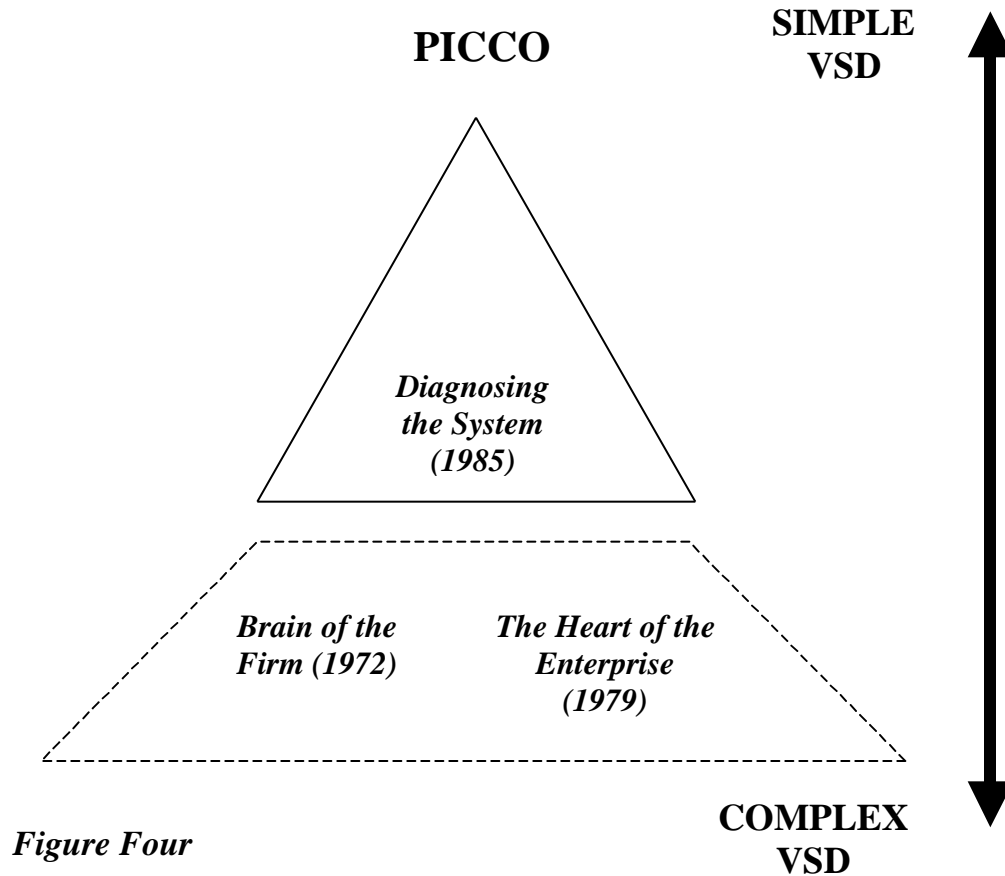 PICCO
SIMPLE
VSD
Diagnosing
the System
(1985)
Brain of the
Firm (1972)
The Heart of the
Enterprise
(1979)
COMPLEX
VSD
Figure Four